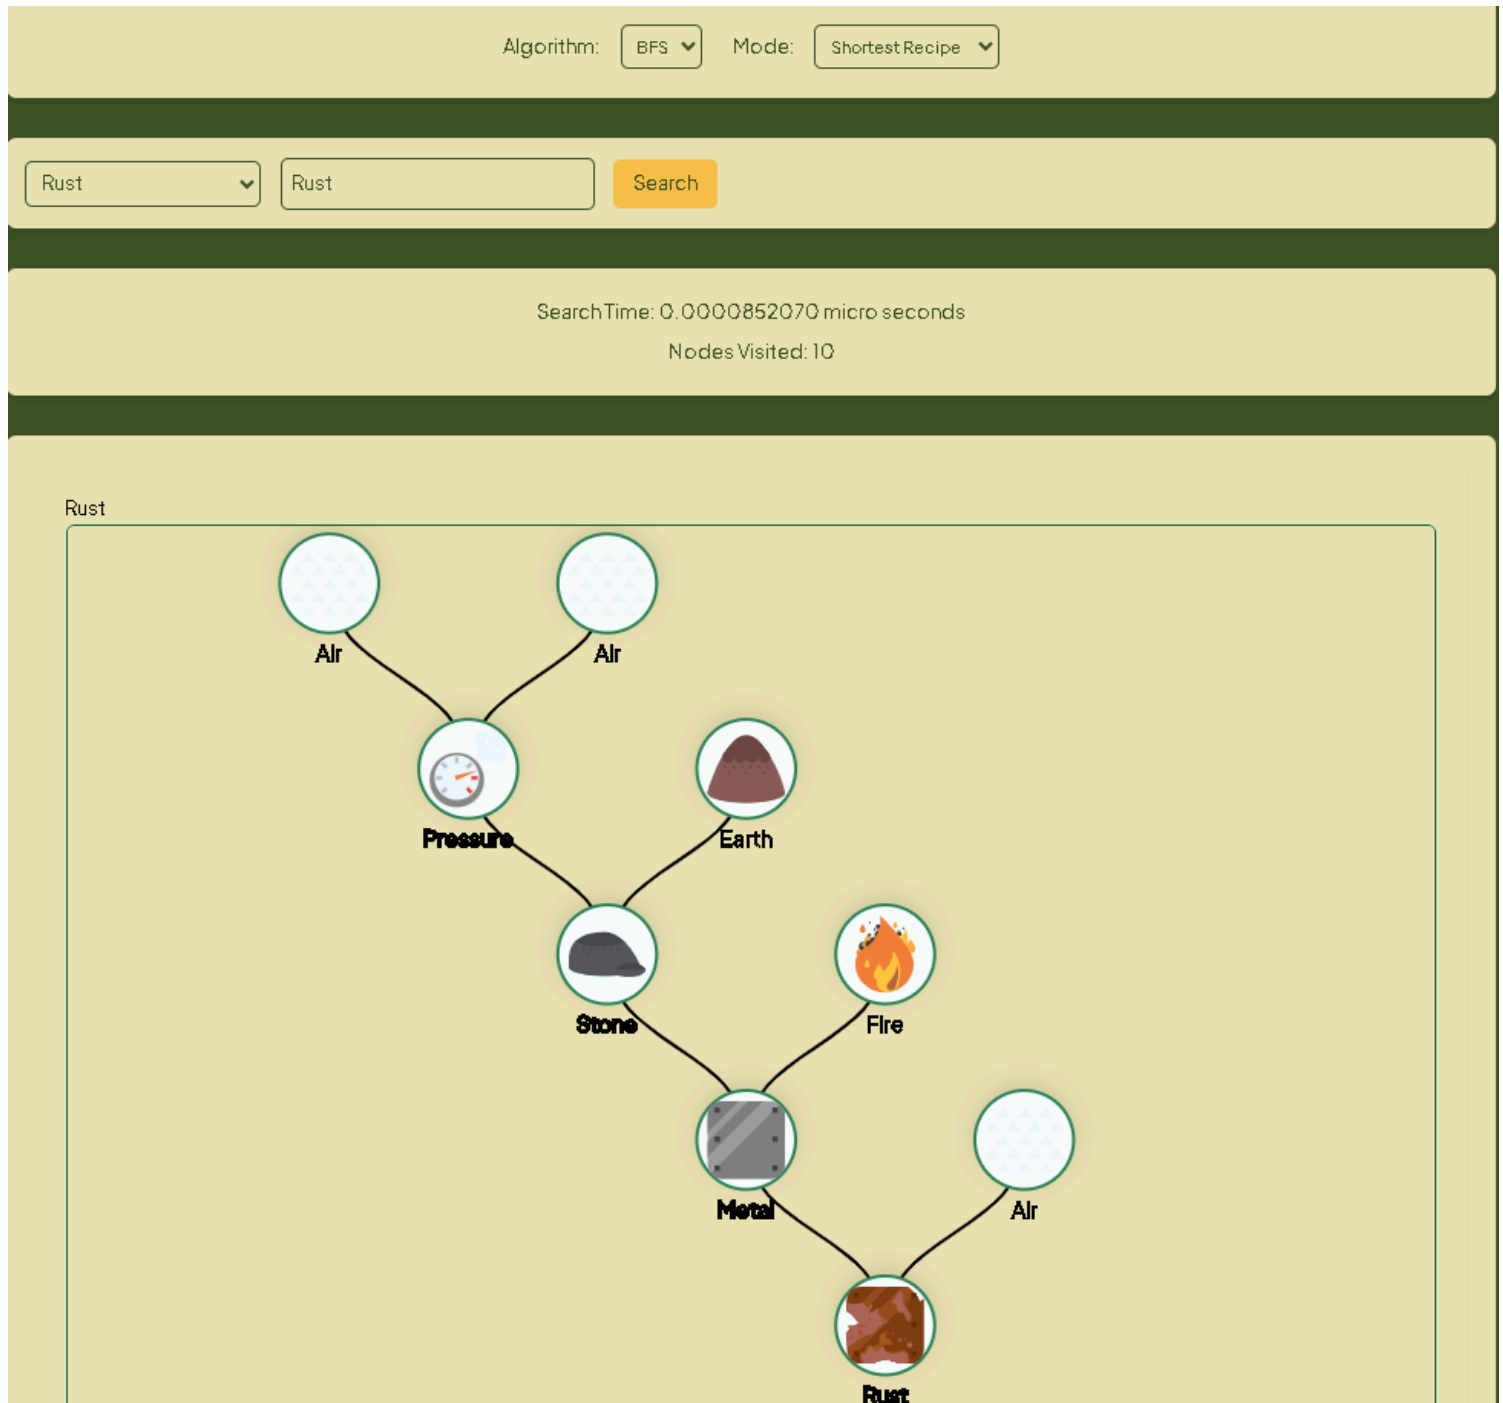 Algorithm: BFS Mode: Shortest Recipe
Rust Rust Search
Search Time: 0.0000852070 micro seconds
Nodes Visited: 10
Rust
Air Air
Pressure Earth
Stone Fire
Metal Air
Rust